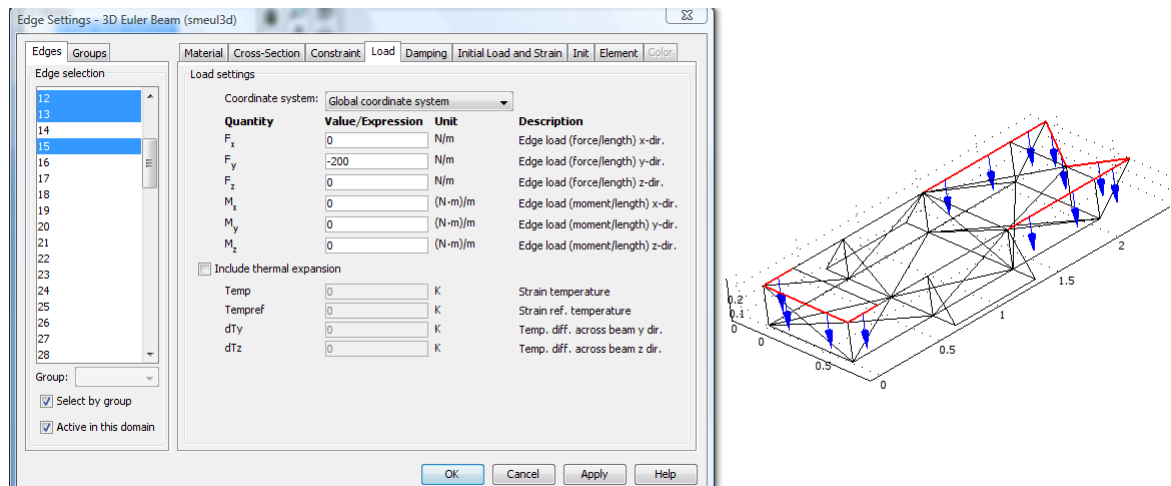 Edge Settings - 3D Euler Beam (smeul3d)
Edges Groups
Edge selection
12
13
14
15
16
17
18
19
20
21
22
23
24
25
26
27
28
Group:
Select by group
Active in this domain
Material Cross-Section Constraint Load Damping Initial Load and Strain Init Element Color
Load settings
Coordinate system: Global coordinate system
Quantity Value/Expression Unit Description
Fx 0 N/m Edge load (force/length) x-dir.
Fy -200 N/m Edge load (force/length) y-dir.
Fz 0 N/m Edge load (force/length) z-dir.
Mx 0 (N·m)/m Edge load (moment/length) x-dir.
My 0 (N·m)/m Edge load (moment/length) y-dir.
Mz 0 (N·m)/m Edge load (moment/length) z-dir.
Include thermal expansion
Temp 0 K Strain temperature
Tempref 0 K Strain ref. temperature
dTy 0 K Temp. diff. across beam y dir.
dTz 0 K Temp. diff. across beam z dir.
OK Cancel Apply Help
0.2
0.1
0
0
0.5
0
0.5
1
1.5
2